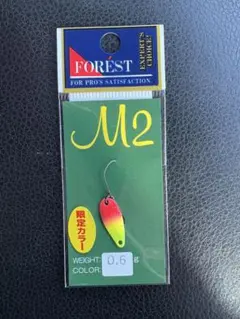 FOREST
FOR PRO'S SATISFACTION.
EXPERT'S
CHOICE!
M2
限定カラー
WEIGHT: 0.6 g
COLOR: